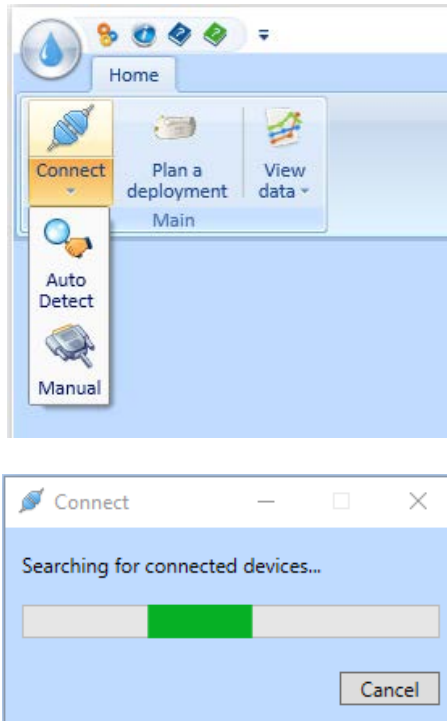 Home
Connect
Plan a
deployment
View
data
Main
Auto
Detect
Manual
Connect
Searching for connected devices...
Cancel